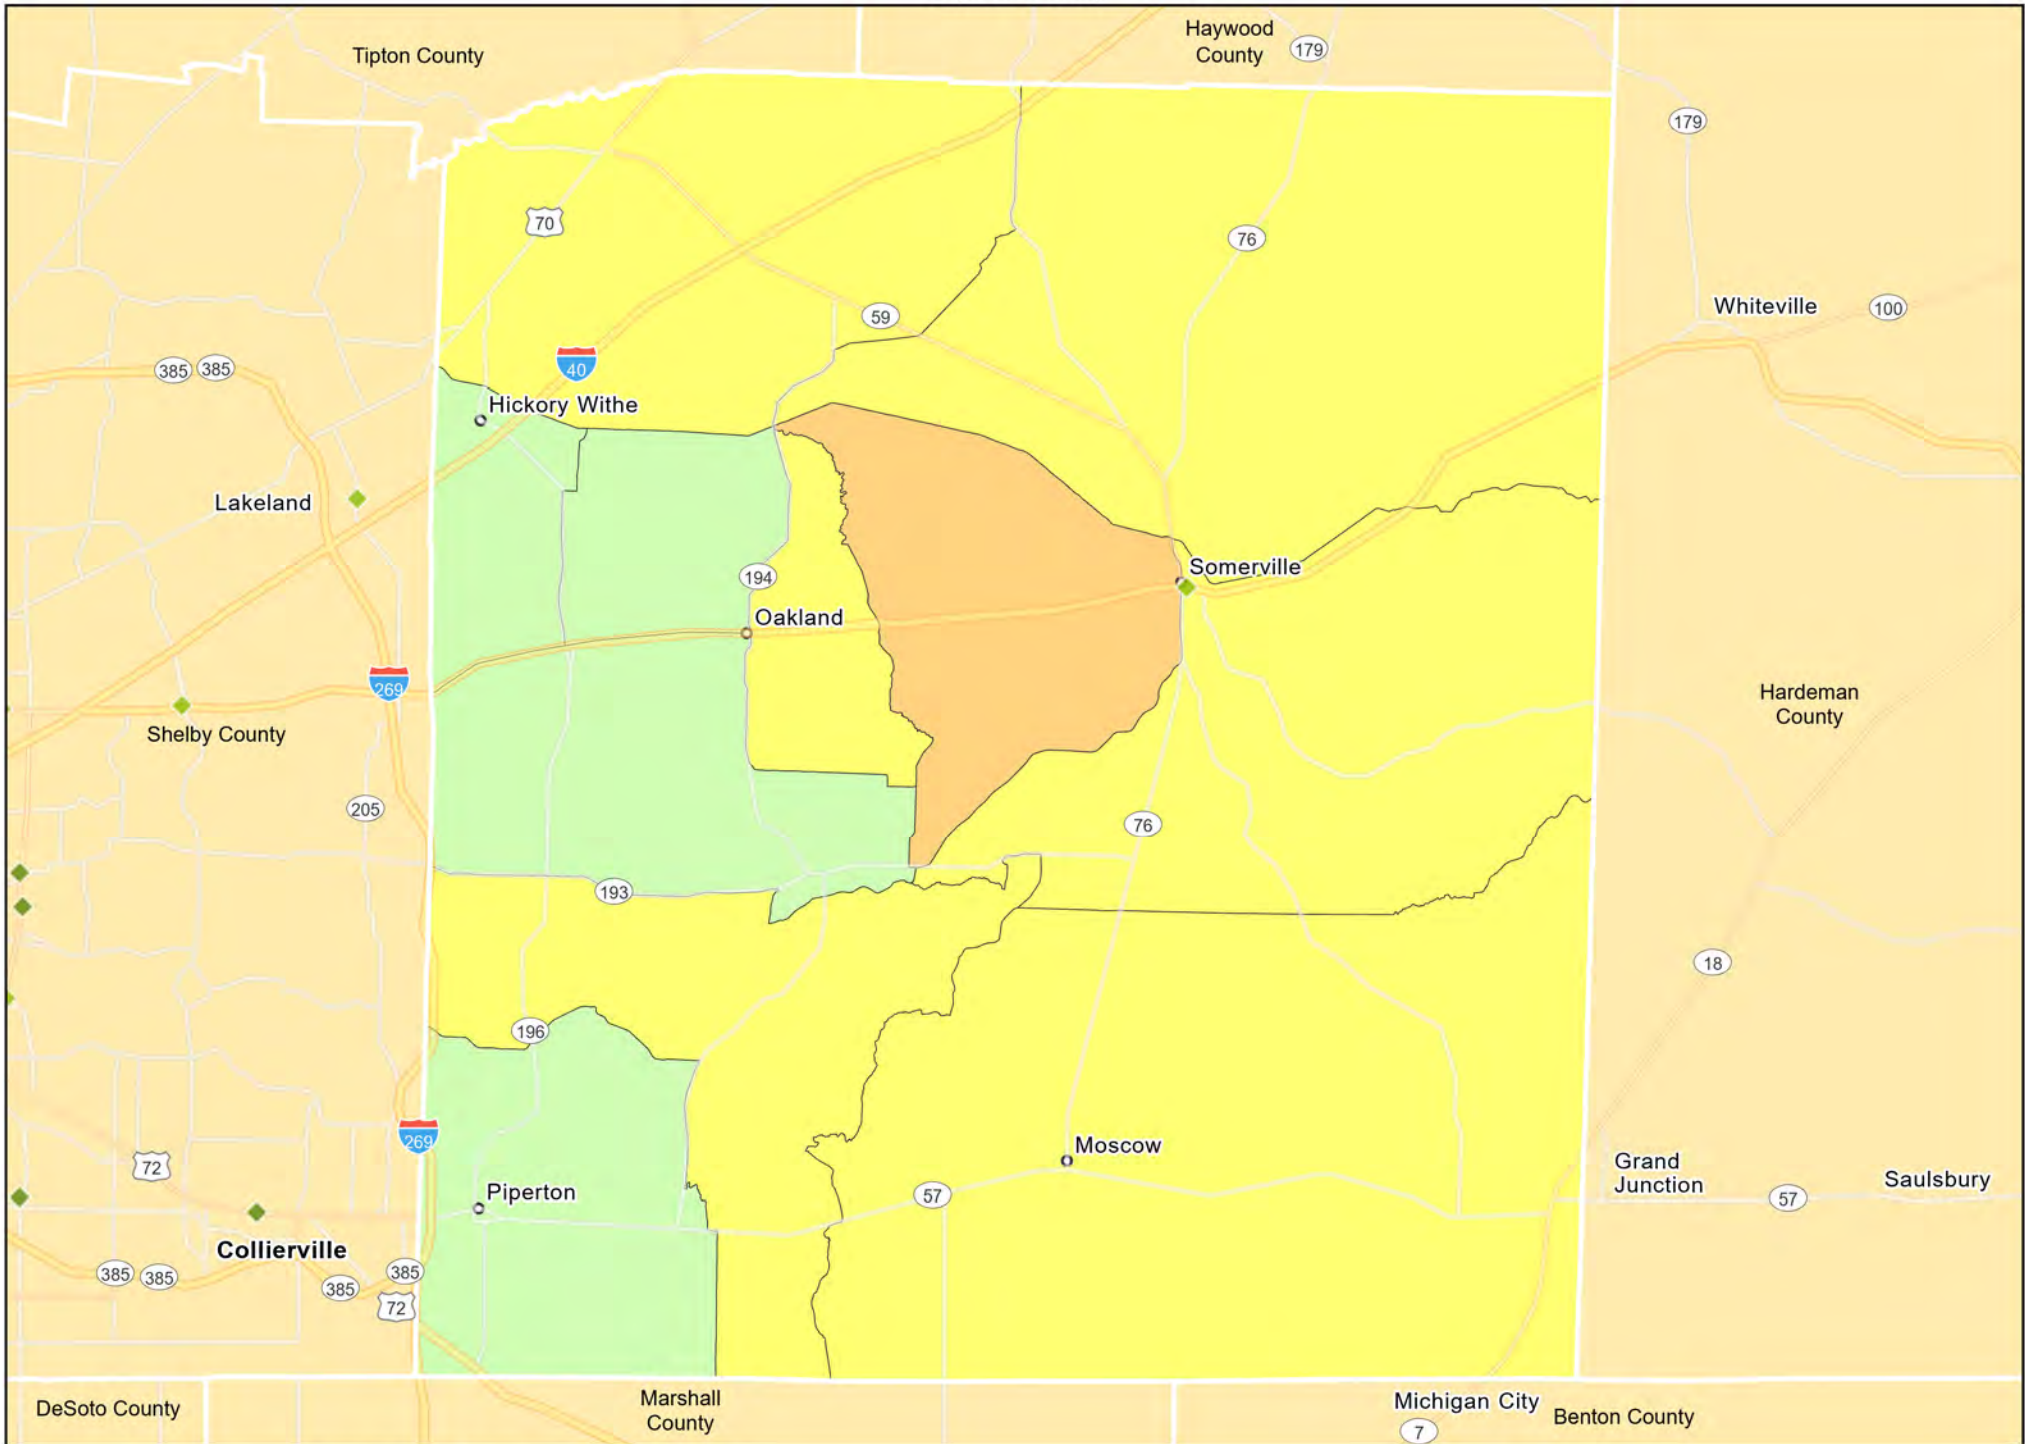 Tipton County
Haywood
County
179
179
70
76
Whiteville
100
59
385
385
40
Hickory Withe
Lakeland
Somerville
194
Oakland
269
Shelby County
Hardeman
County
205
76
193
18
196
269
72
Moscow
Grand
Junction
Saulsbury
57
57
Piperton
Collierville
385
385
385
385
72
DeSoto County
Marshall
County
Michigan City
Benton County
7